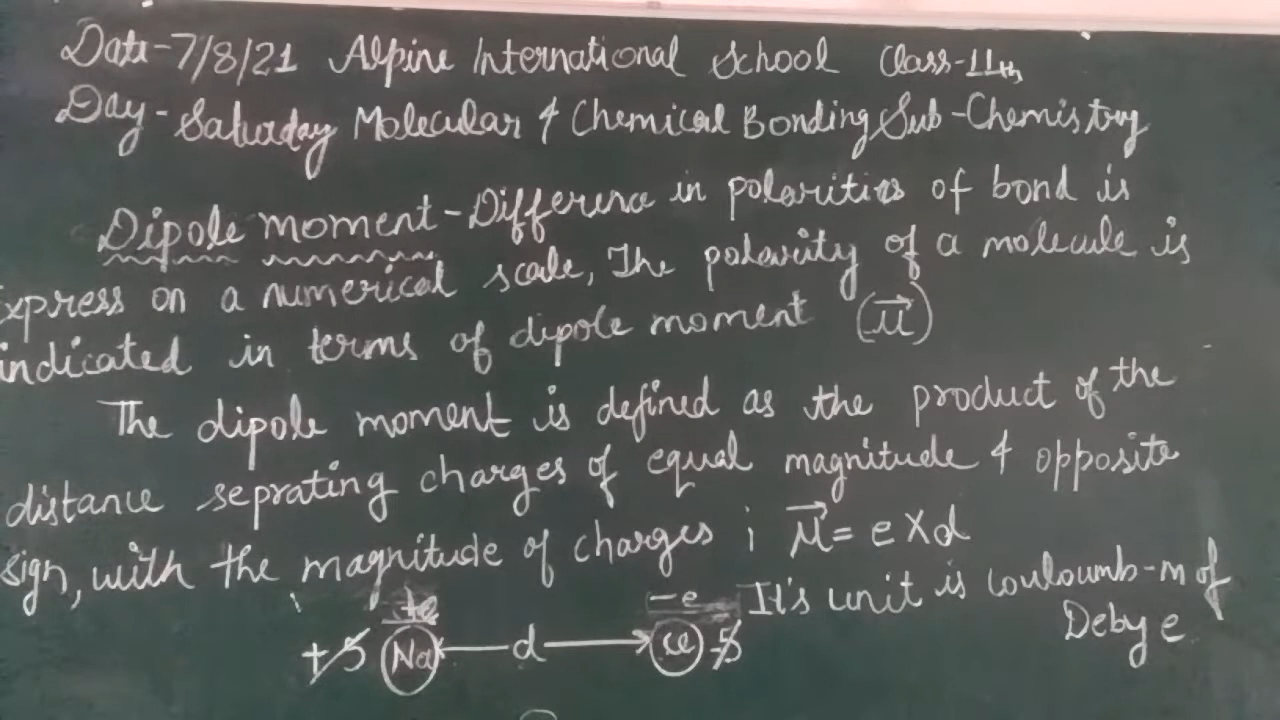 Date-7/8/21 Alpine International School Class-11th
Day-Saturday Molecular & Chemical Bonding Sub-Chemistry
Dipole moment-Difference in polarities of bond is
Express on a numerical scale, The polarity of a molecule is
indicated in terms of dipole moment (μ⃗)
The dipole moment is defined as the product of the
distance seprating charges of equal magnitude & opposite
sign, with the magnitude of charges ; μ⃗ = e X d
+e -e It's unit is couloumb-m of
+δ Na d Cl -δ Debye